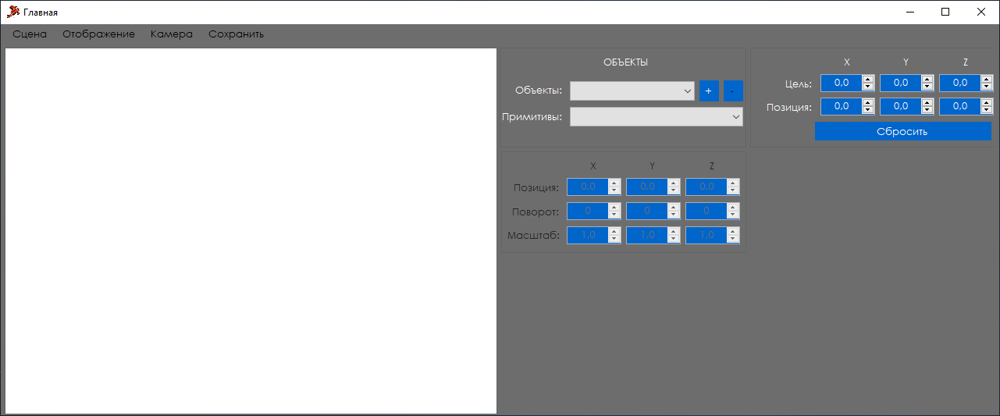 Главная
Сцена Отображение Камера Сохранить
ОБЪЕКТЫ
Объекты: + -
Примитивы:
X Y Z
Цель: 0,0 0,0 0,0
Позиция: 0,0 0,0 0,0
Сбросить
X Y Z
Позиция: 0,0 0,0 0,0
Поворот: 0 0 0
Масштаб: 1,0 1,0 1,0